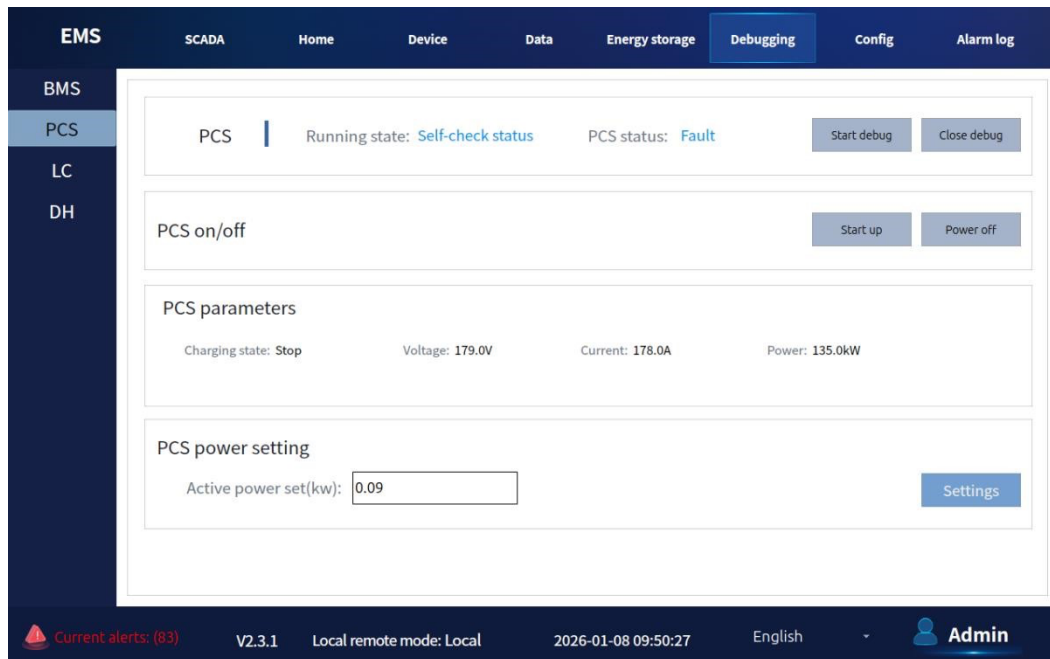 EMS SCADA Home Device Data Energy storage Debugging Config Alarm log
BMS
PCS
LC
DH
PCS Running state: Self-check status PCS status: Fault Start debug Close debug
PCS on/off Start up Power off
PCS parameters
Charging state: Stop Voltage: 179.0V Current: 178.0A Power: 135.0kW
PCS power setting
Active power set(kw): 0.09 Settings
Current alerts: (83) V2.3.1 Local remote mode: Local 2026-01-08 09:50:27 English Admin